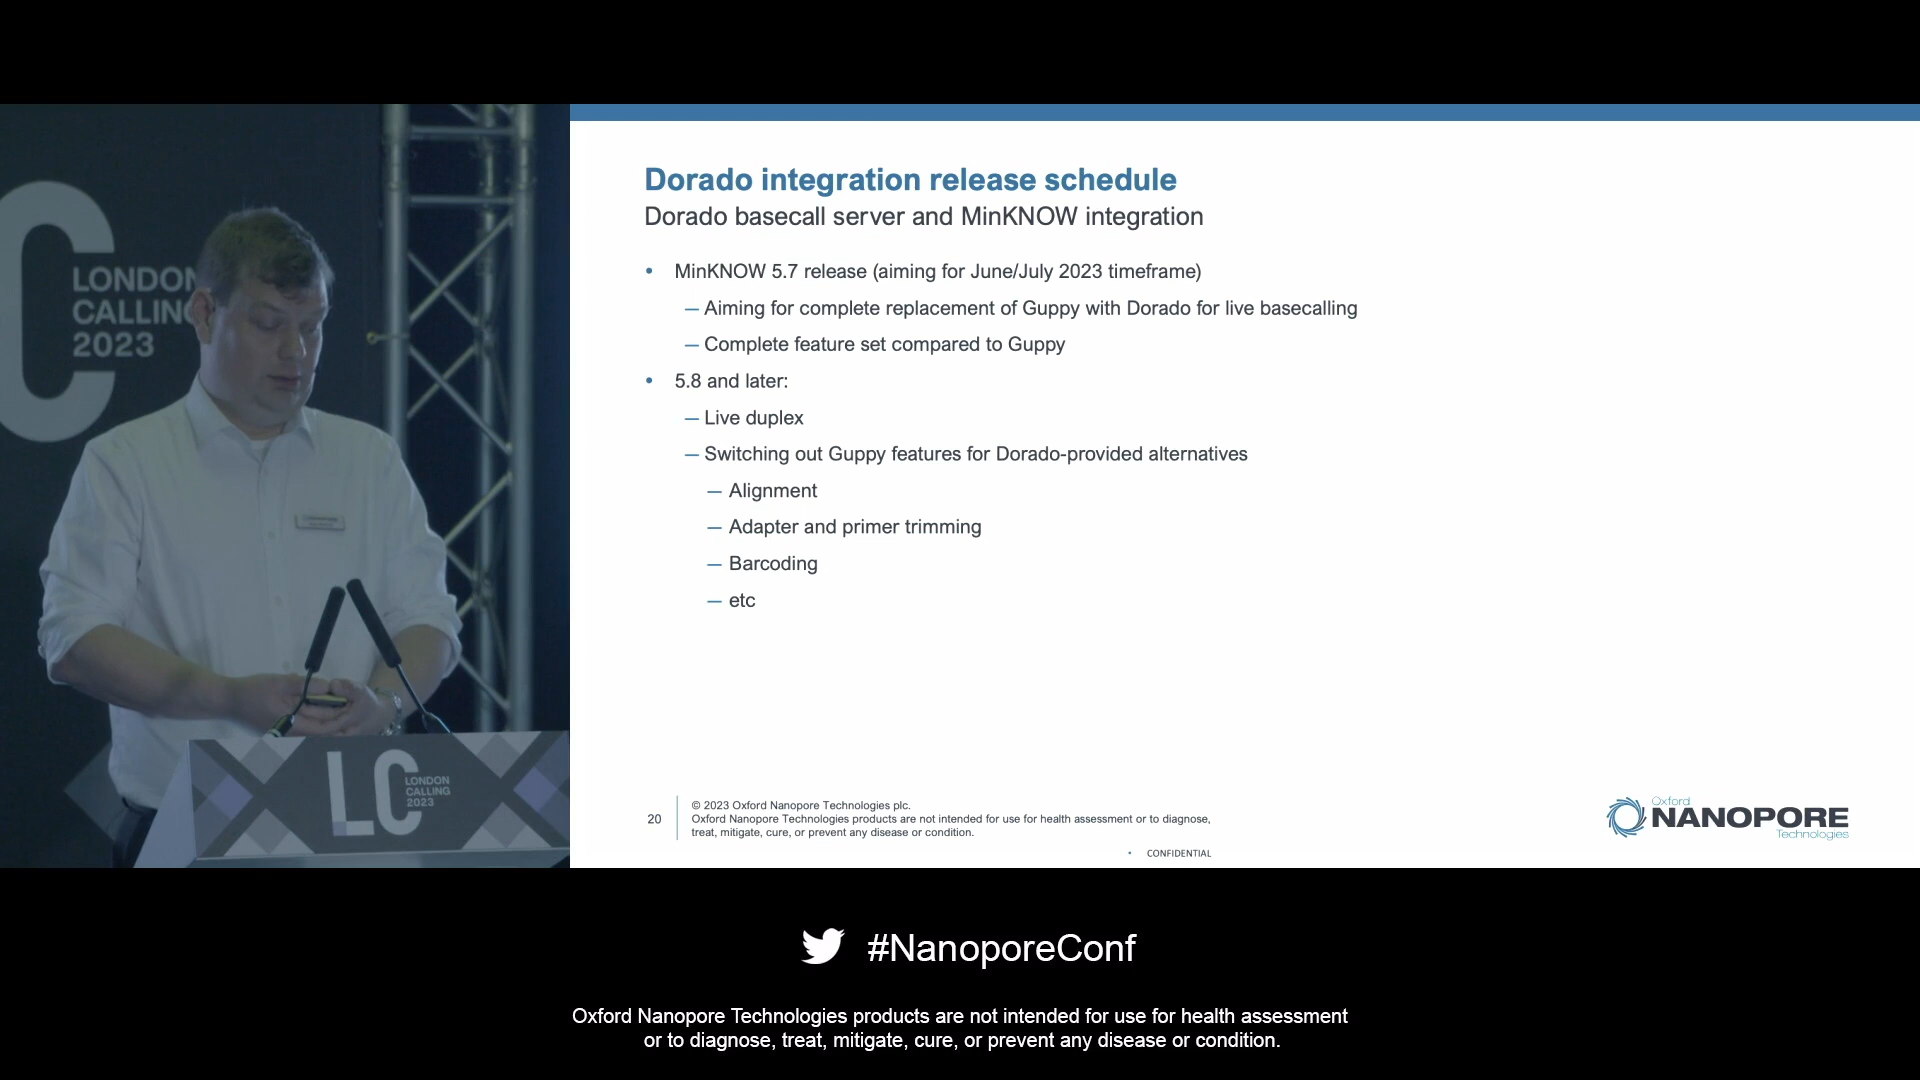 LONDON
CALLING
2023
LC
LONDON
CALLING
2023
Dorado integration release schedule
Dorado basecall server and MinKNOW integration
• MinKNOW 5.7 release (aiming for June/July 2023 timeframe)
— Aiming for complete replacement of Guppy with Dorado for live basecalling
— Complete feature set compared to Guppy
• 5.8 and later:
— Live duplex
— Switching out Guppy features for Dorado-provided alternatives
— Alignment
— Adapter and primer trimming
— Barcoding
— etc
20
© 2023 Oxford Nanopore Technologies plc.
Oxford Nanopore Technologies products are not intended for use for health assessment or to diagnose,
treat, mitigate, cure, or prevent any disease or condition.
• CONFIDENTIAL
Oxford
NANOPORE
Technologies
#NanoporeConf
Oxford Nanopore Technologies products are not intended for use for health assessment
or to diagnose, treat, mitigate, cure, or prevent any disease or condition.